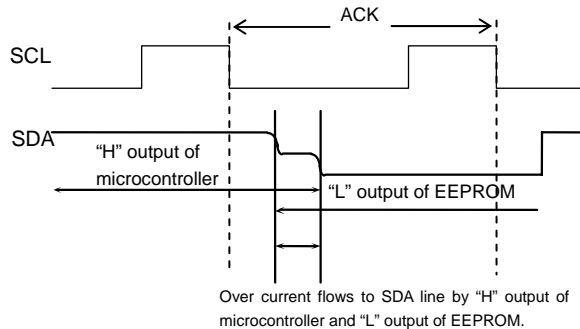 ACK
SCL
SDA
“H” output of
microcontroller
“L” output of EEPROM
Over current flows to SDA line by “H” output of
microcontroller and “L” output of EEPROM.